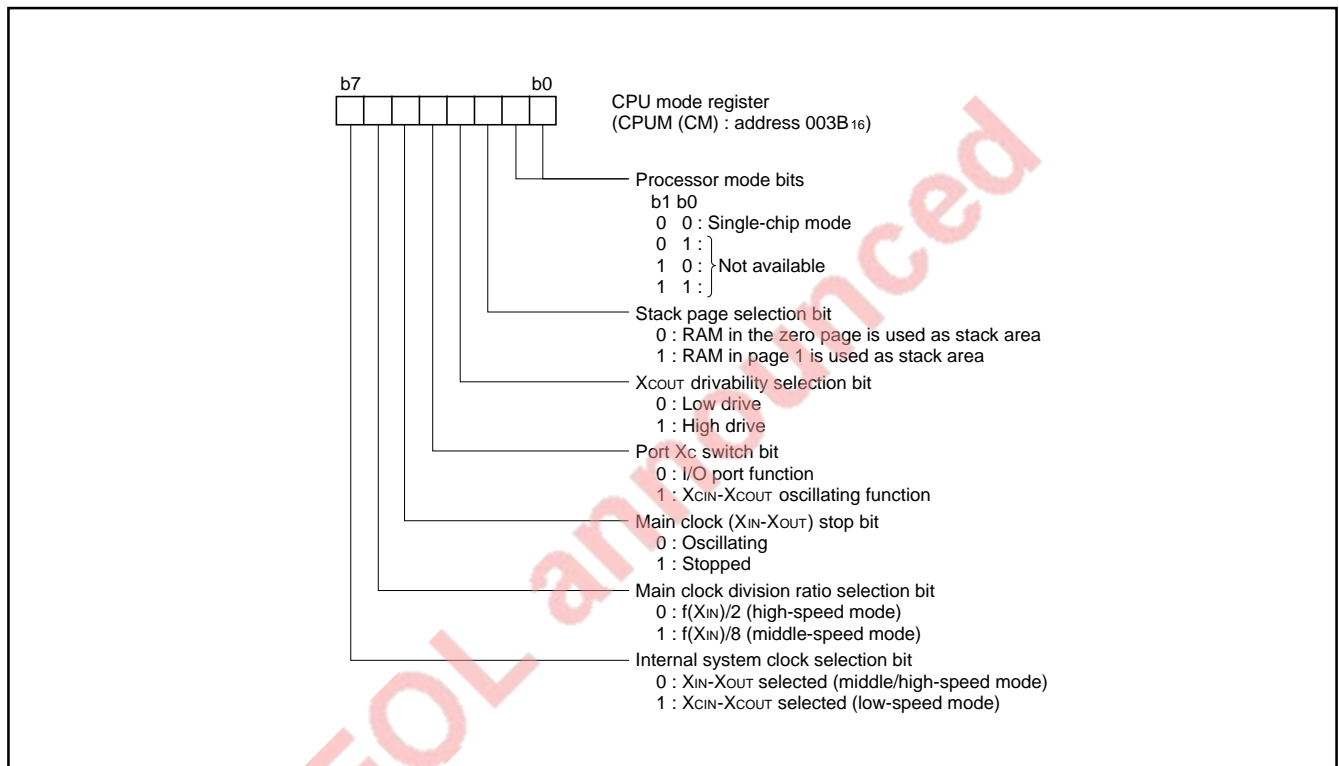 b7 b0
CPU mode register
(CPUM (CM) : address 003B16)
Processor mode bits
b1 b0
0 0 : Single-chip mode
0 1 :
1 0 : Not available
1 1 :
Stack page selection bit
0 : RAM in the zero page is used as stack area
1 : RAM in page 1 is used as stack area
XCOUT drivability selection bit
0 : Low drive
1 : High drive
Port XC switch bit
0 : I/O port function
1 : XCIN-XCOUT oscillating function
Main clock (XIN-XOUT) stop bit
0 : Oscillating
1 : Stopped
Main clock division ratio selection bit
0 : f(XIN)/2 (high-speed mode)
1 : f(XIN)/8 (middle-speed mode)
Internal system clock selection bit
0 : XIN-XOUT selected (middle/high-speed mode)
1 : XCIN-XCOUT selected (low-speed mode)
EOL announced